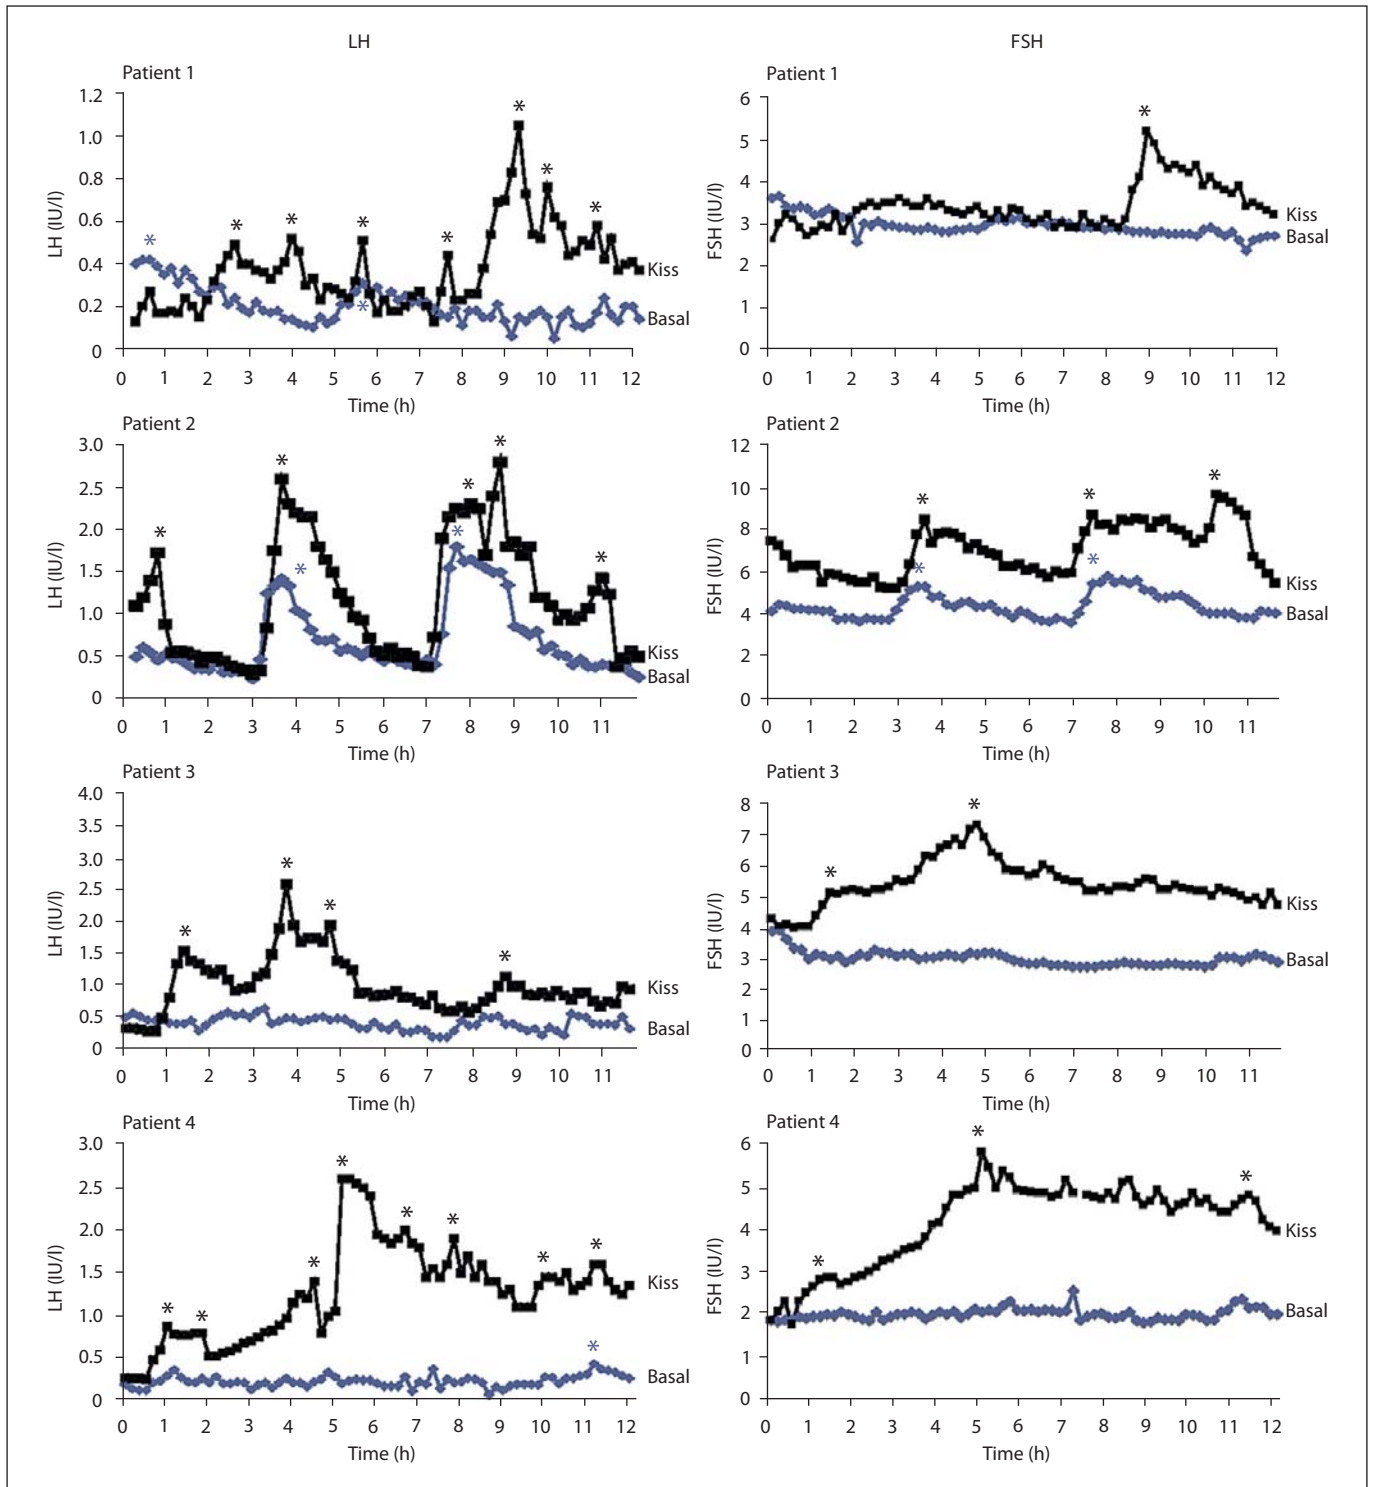 LH
FSH
Patient 1
1.2
1.0
0.8
0.6
0.4
0.2
0
LH (IU/l)
*
*
*
*
*
*
*
*
*
*
Kiss
Basal
0 1 2 3 4 5 6 7 8 9 10 11 12
Time (h)
Patient 1
6
5
4
3
2
1
0
FSH (IU/l)
*
Kiss
Basal
0 1 2 3 4 5 6 7 8 9 10 11 12
Time (h)
Patient 2
3.0
2.5
2.0
1.5
1.0
0.5
0
LH (IU/l)
*
*
*
*
*
*
*
Kiss
Basal
0 1 2 3 4 5 6 7 8 9 10 11
Time (h)
Patient 2
12
10
8
6
4
2
0
FSH (IU/l)
*
*
*
*
*
Kiss
Basal
0 1 2 3 4 5 6 7 8 9 10 11
Time (h)
Patient 3
4.0
3.5
3.0
2.5
2.0
1.5
1.0
0.5
0
LH (IU/l)
*
*
*
*
Kiss
Basal
0 1 2 3 4 5 6 7 8 9 10 11
Time (h)
Patient 3
8
7
6
5
4
3
2
1
0
FSH (IU/l)
*
*
Kiss
Basal
0 1 2 3 4 5 6 7 8 9 10 11
Time (h)
Patient 4
3.0
2.5
2.0
1.5
1.0
0.5
0
LH (IU/l)
*
*
*
*
*
*
*
*
*
Kiss
Basal
0 1 2 3 4 5 6 7 8 9 10 11 12
Time (h)
Patient 4
6
5
4
3
2
1
0
FSH (IU/l)
*
*
*
Kiss
Basal
0 1 2 3 4 5 6 7 8 9 10 11 12
Time (h)